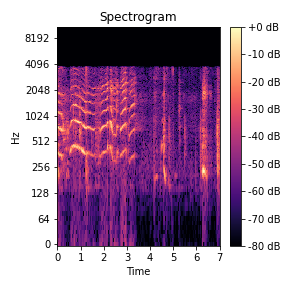 Spectrogram
+0 dB
8192
-10 dB
4096
-20 dB
2048
-30 dB
1024
Hz
512
-40 dB
256
-50 dB
128
-60 dB
64
-70 dB
0
-80 dB
0 1 2 3 4 5 6 7
Time